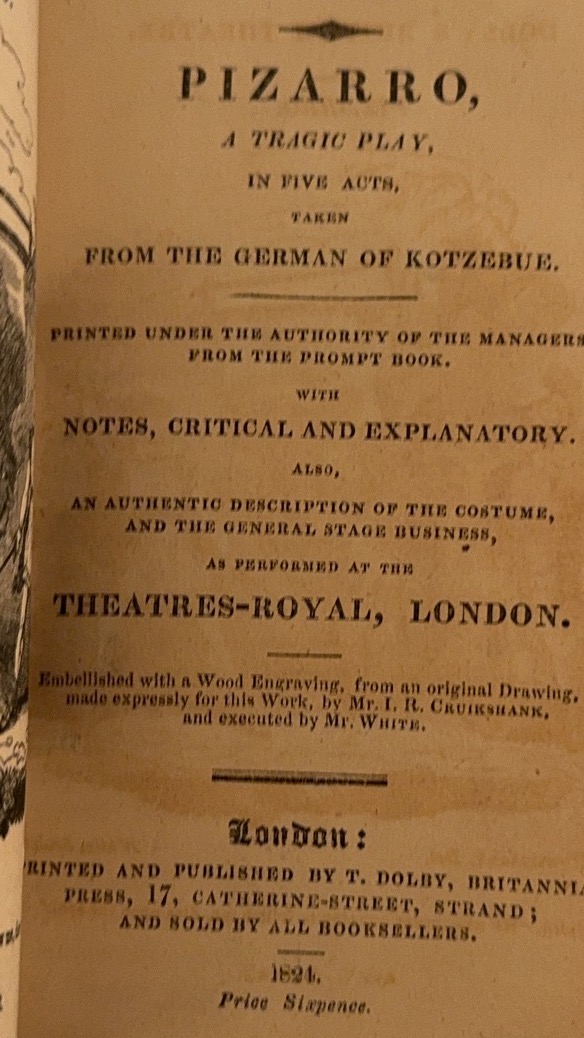 PIZARRO,
A TRAGIC PLAY,
IN FIVE ACTS,
TAKEN
FROM THE GERMAN OF KOTZEBUE.
PRINTED UNDER THE AUTHORITY OF THE MANAGERS
FROM THE PROMPT BOOK.
WITH
NOTES, CRITICAL AND EXPLANATORY.
ALSO,
AN AUTHENTIC DESCRIPTION OF THE COSTUME,
AND THE GENERAL STAGE BUSINESS,
AS PERFORMED AT THE
THEATRES-ROYAL, LONDON.
Embellished with a Wood Engraving, from an original Drawing,
made expressly for this Work, by Mr. I. R. CRUIKSHANK,
and executed by Mr. WHITE.
London:
PRINTED AND PUBLISHED BY T. DOLBY, BRITANNIA
PRESS, 17, CATHERINE-STREET, STRAND;
AND SOLD BY ALL BOOKSELLERS.
1824.
Price Sixpence.